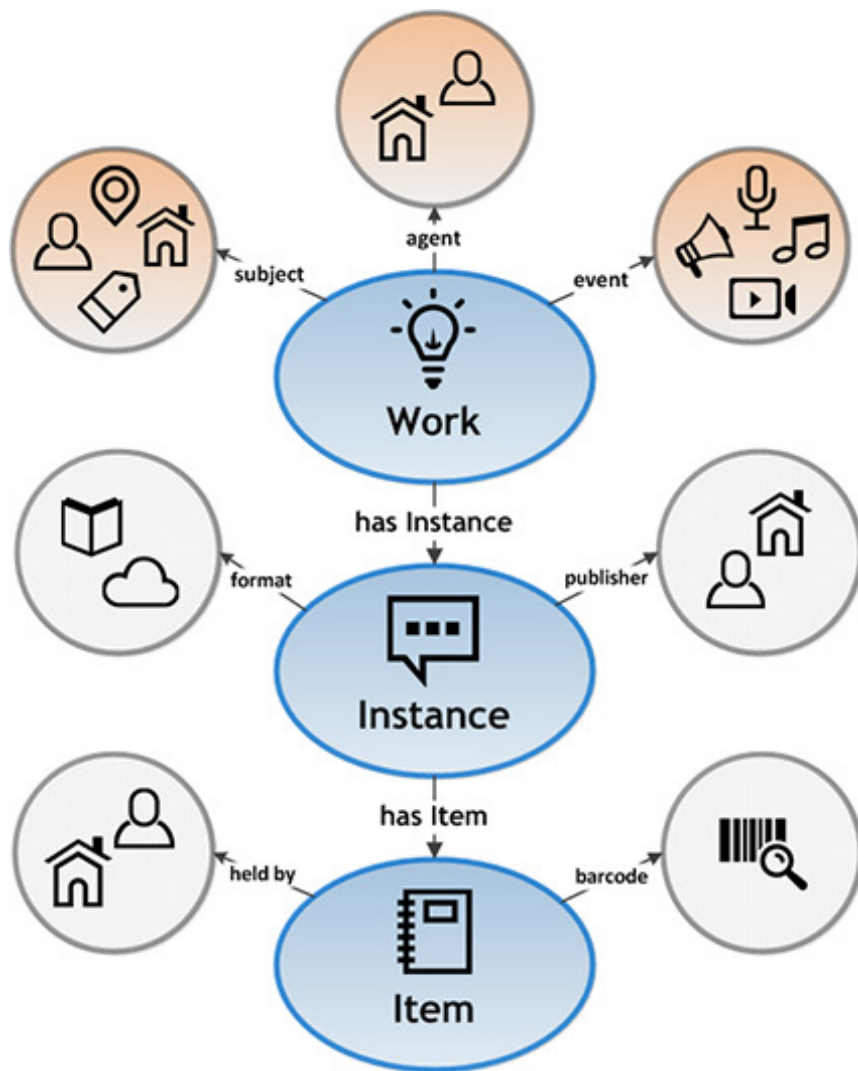 agent
subject
event
Work
has Instance
format
publisher
Instance
has Item
held by
barcode
Item